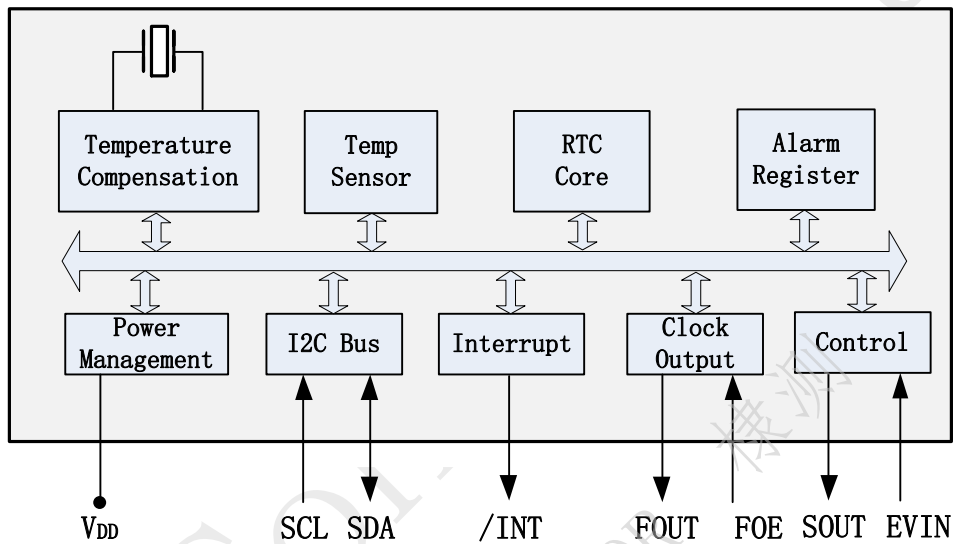 Temperature
Compensation
Temp
Sensor
RTC
Core
Alarm
Register
Power
Management
I2C Bus
Interrupt
Clock
Output
Control
VDD
SCL
SDA
/INT
FOUT
FOE
SOUT
EVIN